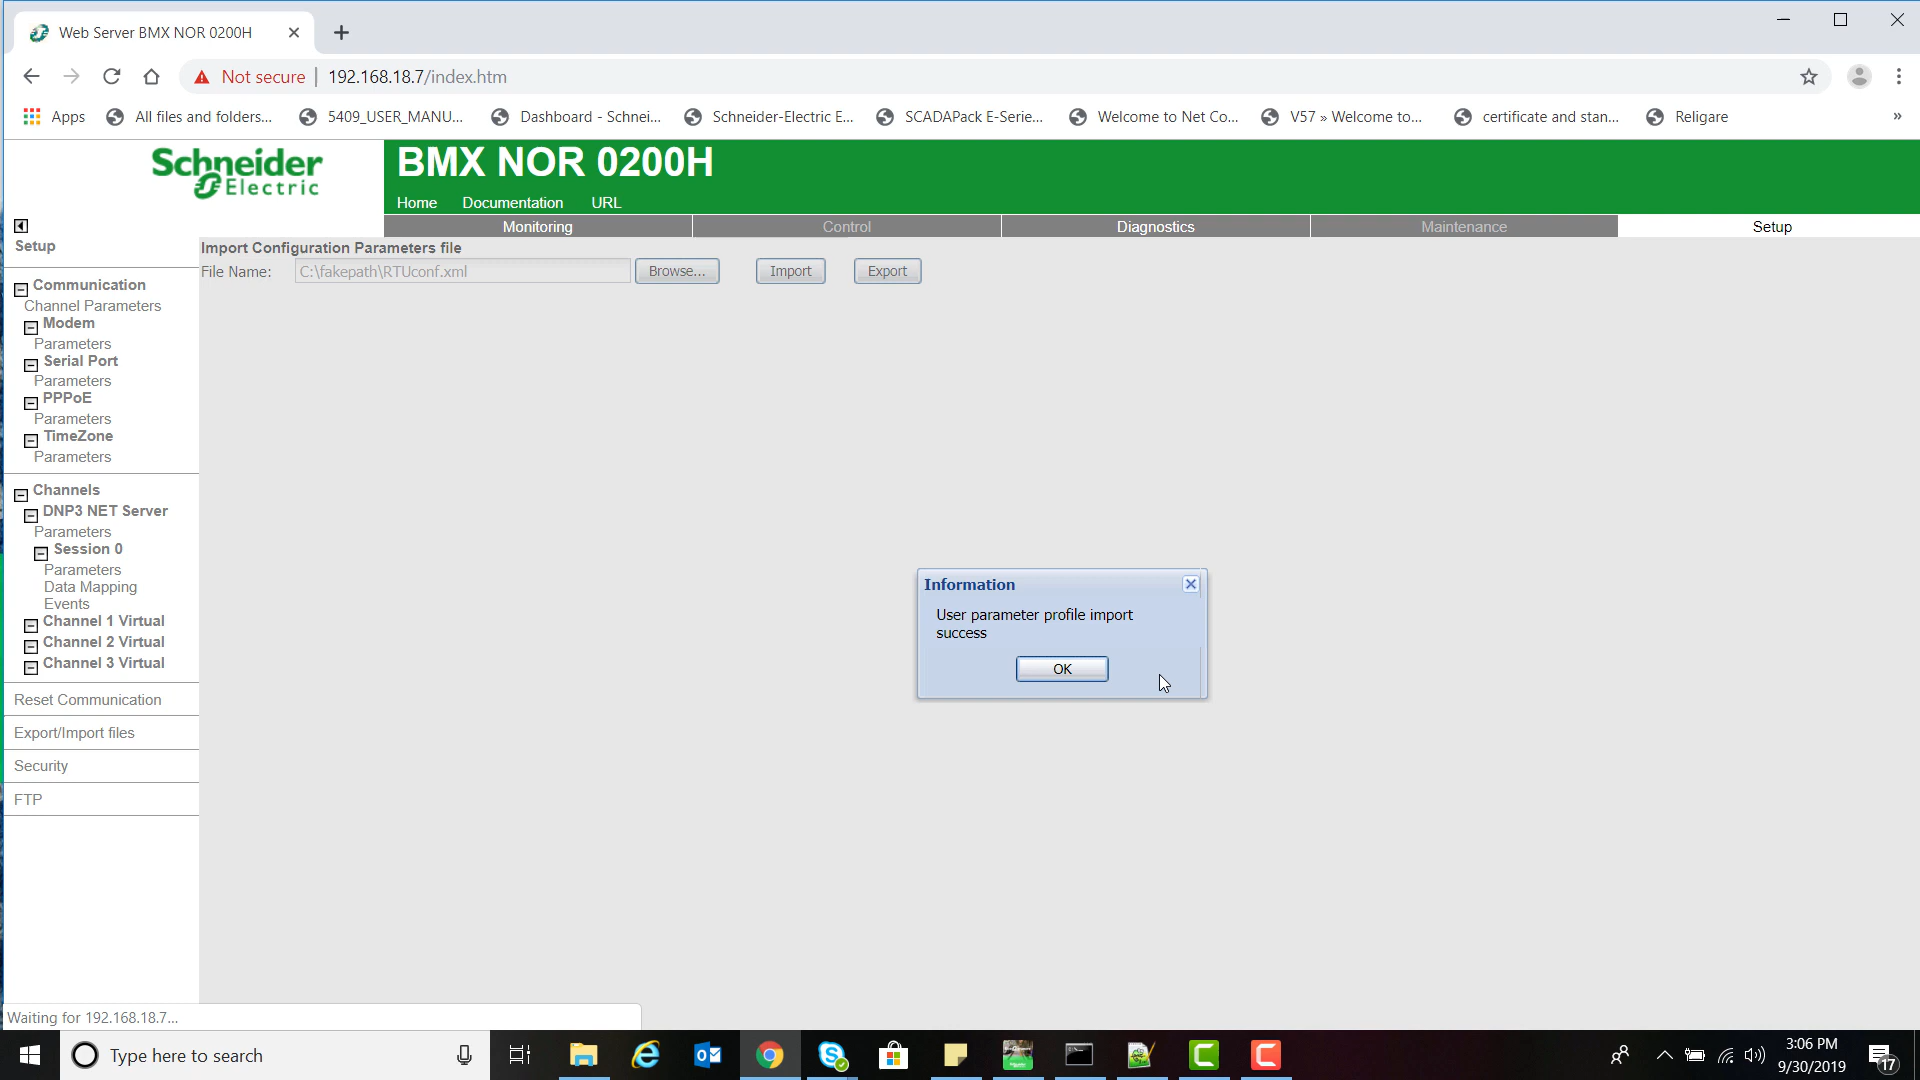 Web Server BMX NOR 0200H
Not secure | 192.168.18.7/index.htm
Apps All files and folders... 5409_USER_MANU... Dashboard - Schnei... Schneider-Electric E... SCADAPack E-Serie... Welcome to Net Co... V57 » Welcome to... certificate and stan... Religare »
Schneider Electric
BMX NOR 0200H
Home Documentation URL
Monitoring Control Diagnostics Maintenance Setup
Setup
Import Configuration Parameters file
File Name: C:\fakepath\RTUconf.xml Browse... Import Export
Communication
Channel Parameters
Modem
Parameters
Serial Port
Parameters
PPPoE
Parameters
TimeZone
Parameters
Channels
DNP3 NET Server
Parameters
Session 0
Parameters
Data Mapping
Events
Channel 1 Virtual
Channel 2 Virtual
Channel 3 Virtual
Reset Communication
Export/Import files
Security
FTP
Information
User parameter profile import
success
OK
Waiting for 192.168.18.7...
Type here to search
3:06 PM
9/30/2019
17